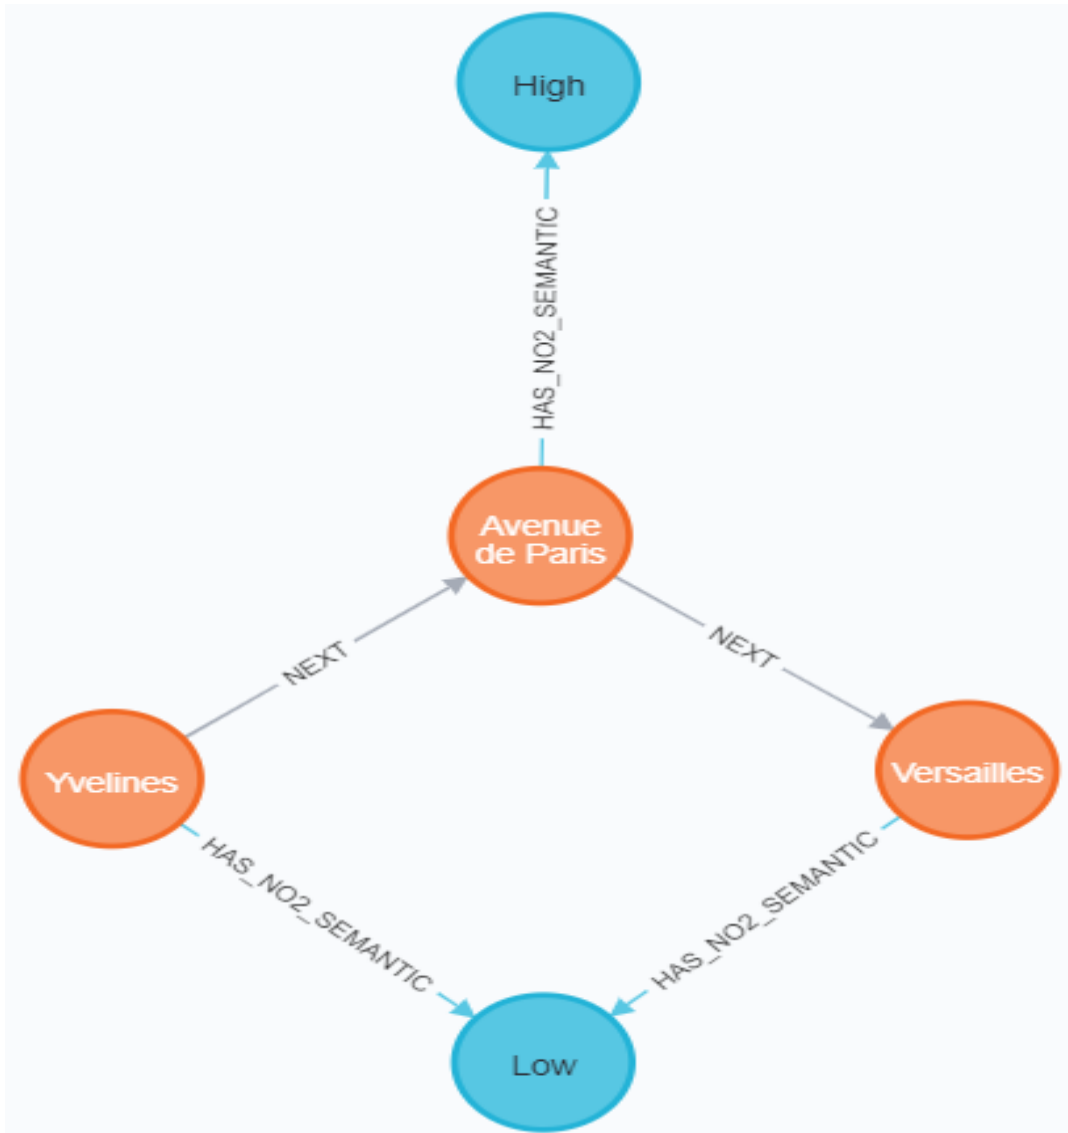 High
HAS_NO2_SEMANTIC
Avenue
de Paris
NEXT
NEXT
Yvelines
Versailles
HAS_NO2_SEMANTIC
HAS_NO2_SEMANTIC
Low